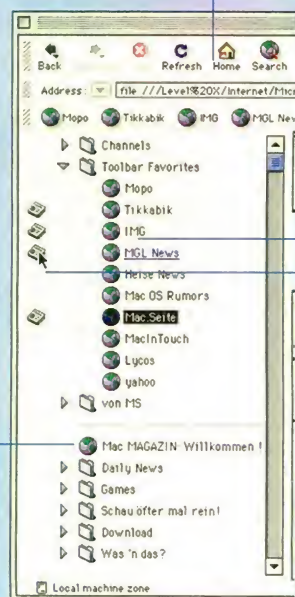 Back Refresh Home Search
Address: file:///Level%20X/Internet/Micr
Mopo Tikkabik IMG MGL Nev
Channels
Toolbar Favorites
Mopo
Tikkabik
IMG
MGL News
Heise News
Mac OS Rumors
Mac.Seite
MacInTouch
Lycos
yahoo
von MS
Mac MAGAZIN: Willkommen !
Daily News
Games
Schau öfter mal rein!
Download
Was 'n das?
Local machine zone